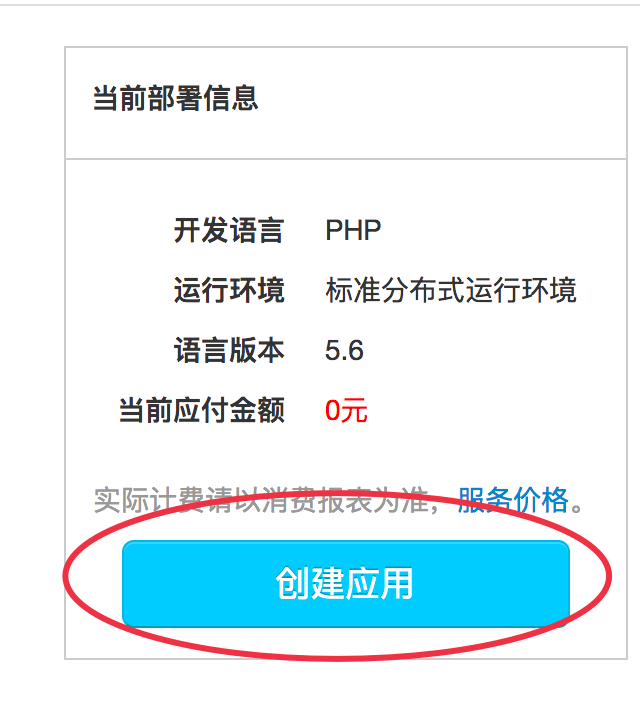 当前部署信息
开发语言 PHP
运行环境 标准分布式运行环境
语言版本 5.6
当前应付金额 0元
实际计费请以消费报表为准，服务价格。
创建应用